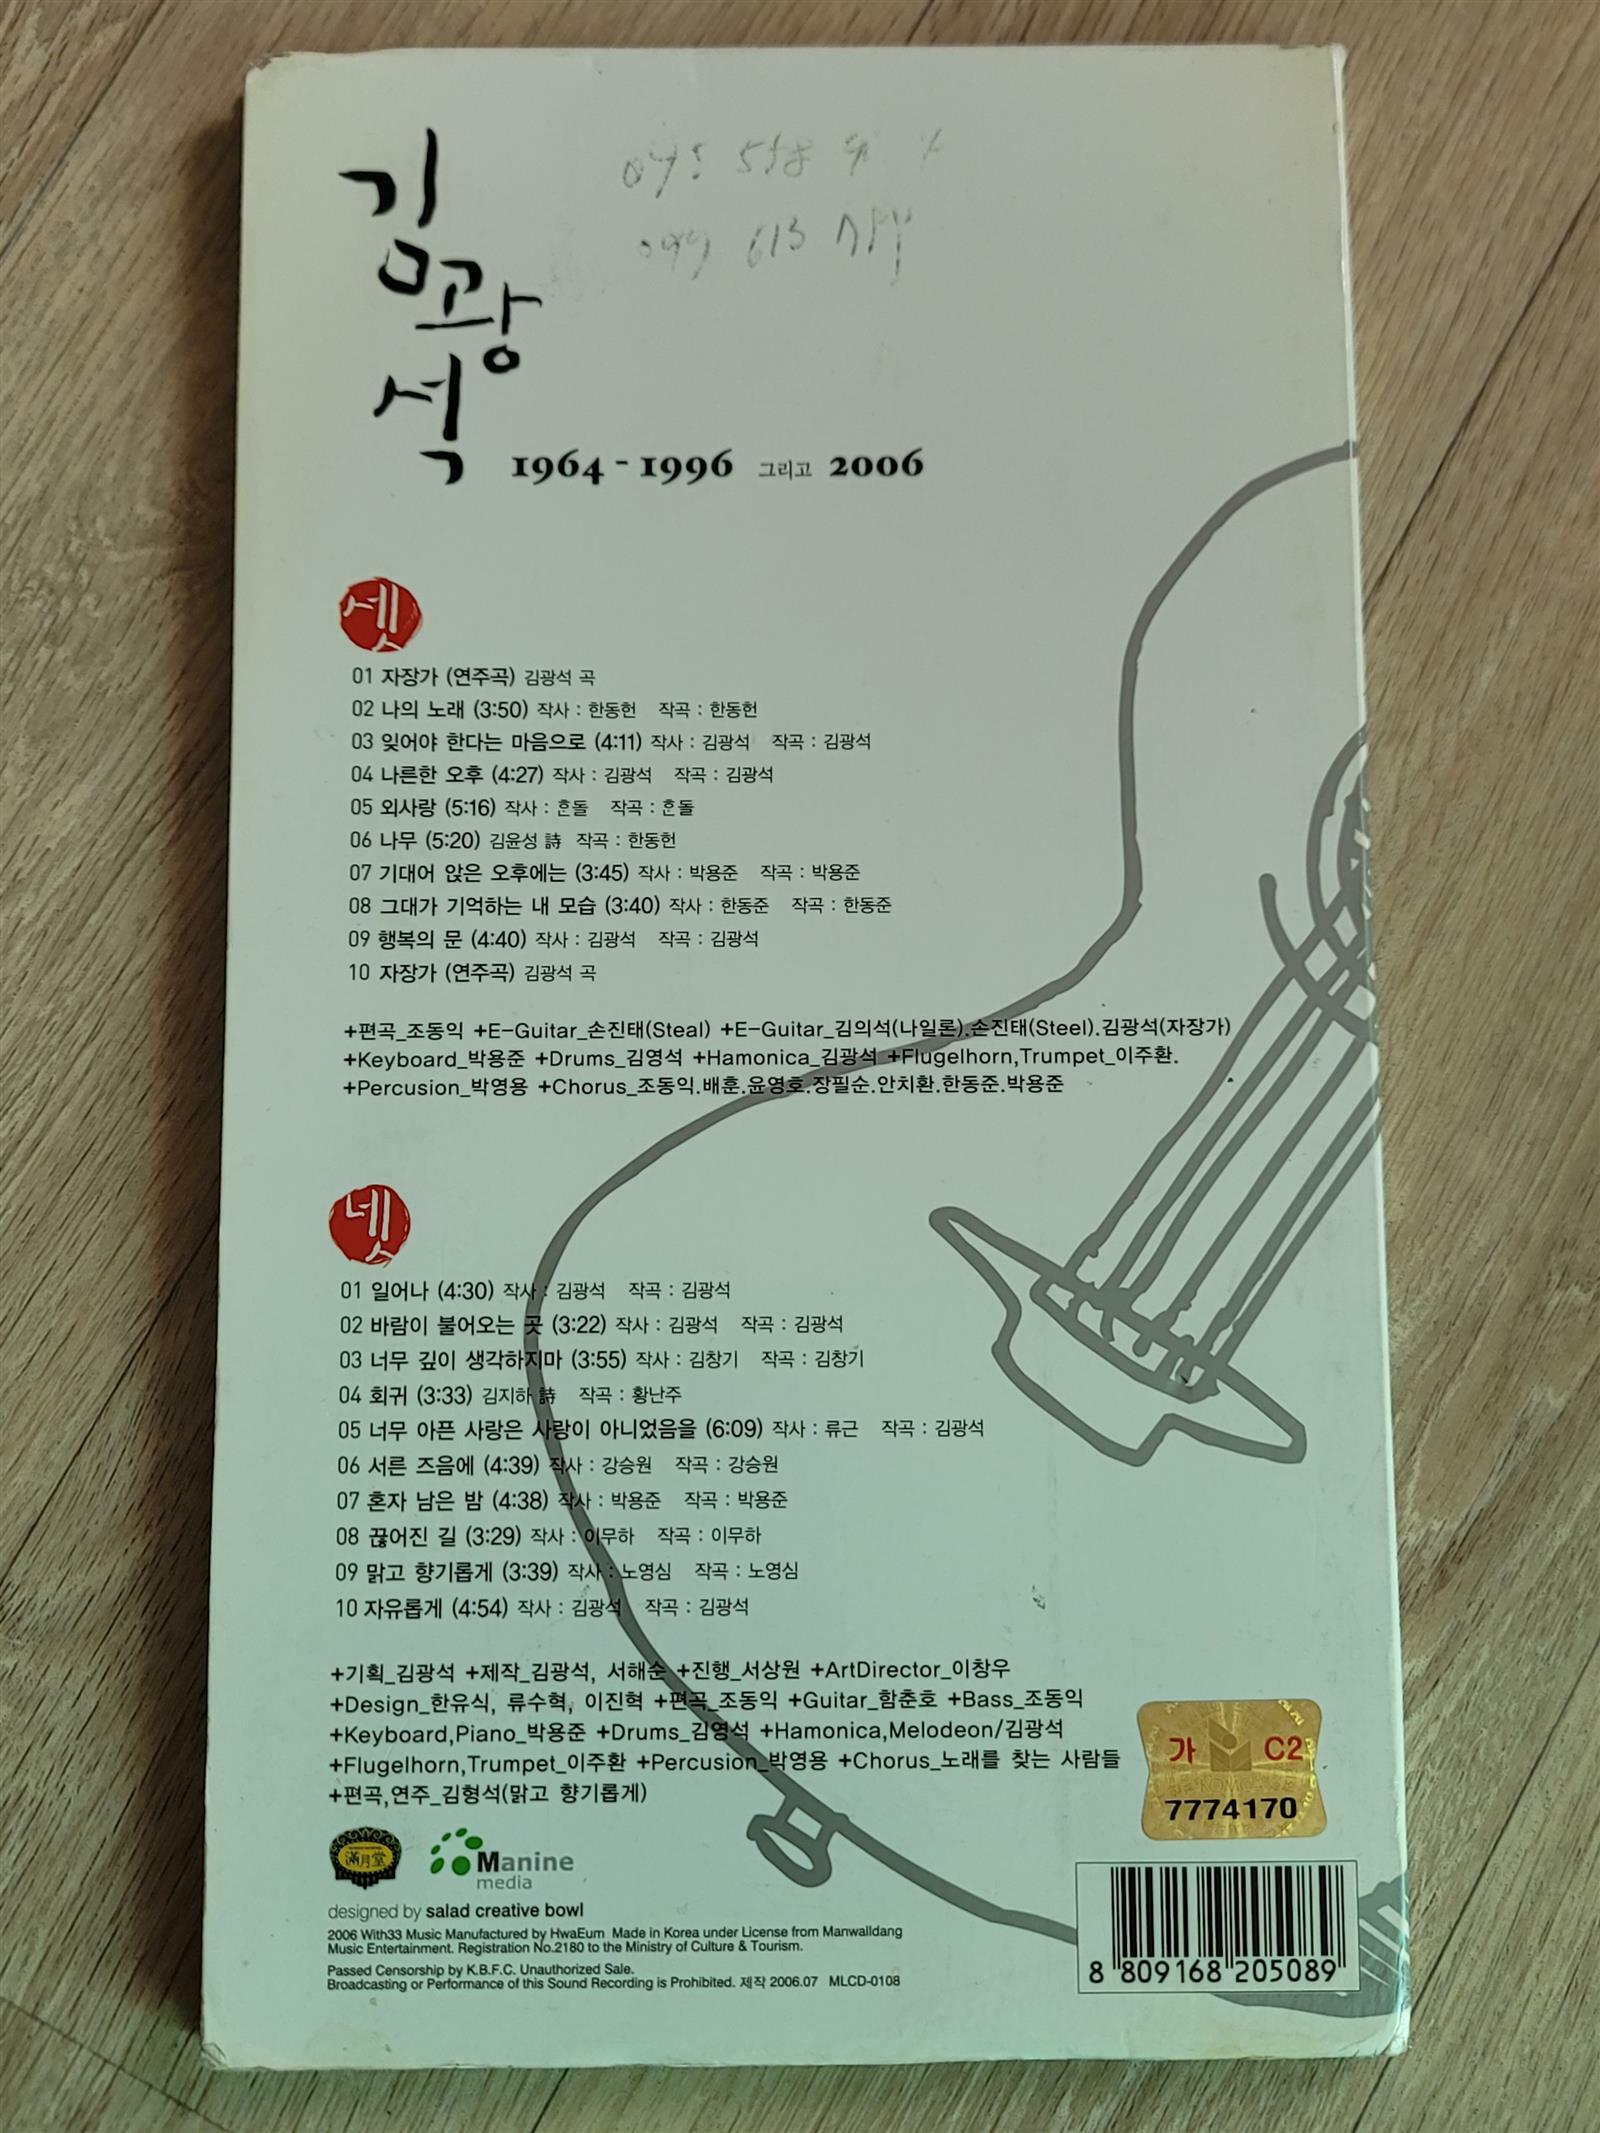 김광석
1964 - 1996 그리고 2006
셋
01 자장가 (연주곡) 김광석 곡
02 나의 노래 (3:50) 작사 : 한동헌 작곡 : 한동헌
03 잊어야 한다는 마음으로 (4:11) 작사 : 김광석 작곡 : 김광석
04 나른한 오후 (4:27) 작사 : 김광석 작곡 : 김광석
05 외사랑 (5:16) 작사 : 한돌 작곡 : 한돌
06 나무 (5:20) 김윤성 詩 작곡 : 한동헌
07 기대어 앉은 오후에는 (3:45) 작사 : 박용준 작곡 : 박용준
08 그대가 기억하는 내 모습 (3:40) 작사 : 한동준 작곡 : 한동준
09 행복의 문 (4:40) 작사 : 김광석 작곡 : 김광석
10 자장가 (연주곡) 김광석 곡
+편곡_조동익 +E-Guitar_손진태(Steal) +E-Guitar_김의석(나일론).손진태(Steel).김광석(자장가)
+Keyboard_박용준 +Drums_김영석 +Hamonica_김광석 +Flugelhorn,Trumpet_이주환.
+Percusion_박영용 +Chorus_조동익.배훈.윤영호.장필순.안치환.한동준.박용준
넷
01 일어나 (4:30) 작사 : 김광석 작곡 : 김광석
02 바람이 불어오는 곳 (3:22) 작사 : 김광석 작곡 : 김광석
03 너무 깊이 생각하지마 (3:55) 작사 : 김창기 작곡 : 김창기
04 회귀 (3:33) 김지하 詩 작곡 : 황난주
05 너무 아픈 사랑은 사랑이 아니었음을 (6:09) 작사 : 류근 작곡 : 김광석
06 서른 즈음에 (4:39) 작사 : 강승원 작곡 : 강승원
07 혼자 남은 밤 (4:38) 작사 : 박용준 작곡 : 박용준
08 끊어진 길 (3:29) 작사 : 이무하 작곡 : 이무하
09 맑고 향기롭게 (3:39) 작사 : 노영심 작곡 : 노영심
10 자유롭게 (4:54) 작사 : 김광석 작곡 : 김광석
+기획_김광석 +제작_김광석, 서해순 +진행_서상원 +ArtDirector_이창우
+Design_한유식, 류수혁, 이진혁 +편곡_조동익 +Guitar_함춘호 +Bass_조동익
+Keyboard,Piano_박용준 +Drums_김영석 +Hamonica,Melodeon/김광석
+Flugelhorn,Trumpet_이주환 +Percusion_박영용 +Chorus_노래를 찾는 사람들
+편곡,연주_김형석(맑고 향기롭게)
가 C2
7774170
滿月堂
Manine
media
designed by salad creative bowl
2006 With33 Music Manufactured by HwaEum Made in Korea under License from Manwalldang
Music Entertainment. Registration No.2180 to the Ministry of Culture & Tourism.
Passed Censorship by K.B.F.C. Unauthorized Sale.
Broadcasting or Performance of this Sound Recording is Prohibited. 제작 2006.07 MLCD-0108
8 809168 205089